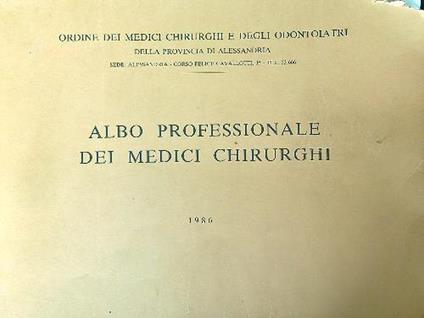 ORDINE DEI MEDICI CHIRURGHI E DEGLI ODONTOIATRI
DELLA PROVINCIA DI ALESSANDRIA
SEDE: ALESSANDRIA - CORSO FELICE CAVALLOTTI,
ALBO PROFESSIONALE
DEI MEDICI CHIRURGHI
1986